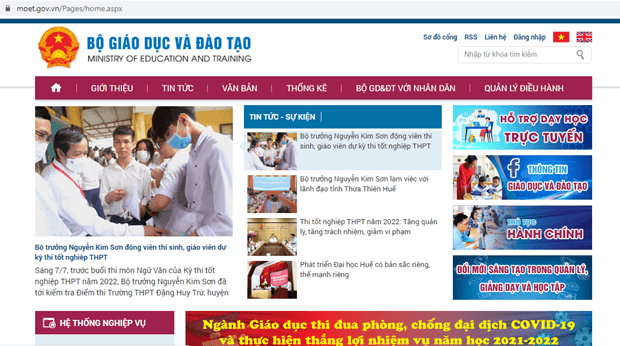 moet.gov.vn/Pages/home.aspx
BỘ GIÁO DỤC VÀ ĐÀO TẠO
MINISTRY OF EDUCATION AND TRAINING
Sơ đồ cổng RSS Liên hệ Đăng nhập
Nhập từ khóa tìm kiếm
GIỚI THIỆU TIN TỨC VĂN BẢN THỐNG KÊ BỘ GD&ĐT VỚI NHÂN DÂN QUẢN LÝ ĐIỀU HÀNH
Bộ trưởng Nguyễn Kim Sơn động viên thí sinh, giáo viên dự
kỳ thi tốt nghiệp THPT
Sáng 7/7, trước buổi thi môn Ngữ Văn của Kỳ thi
tốt nghiệp THPT năm 2022. Bộ trưởng Nguyễn Kim Sơn đã
tới kiểm tra Điểm thi Trường THPT Đặng Huy Trứ, huyện
TIN TỨC - SỰ KIỆN
Bộ trưởng Nguyễn Kim Sơn động viên thí
sinh, giáo viên dự kỳ thi tốt nghiệp THPT
Bộ trưởng Nguyễn Kim Sơn làm việc với
lãnh đạo tỉnh Thừa Thiên Huế
Thi tốt nghiệp THPT năm 2022: Tăng quản
lý, tăng trách nhiệm, giảm vi phạm
Phát triển Đại học Huế có bản sắc riêng,
thế mạnh riêng
HỖ TRỢ DẠY HỌC
TRỰC TUYẾN
THÔNG TIN
GIÁO DỤC VÀ ĐÀO TẠO
THỦ TỤC
HÀNH CHÍNH
ĐỔI MỚI SÁNG TẠO TRONG QUẢN LÝ,
GIẢNG DẠY VÀ HỌC TẬP
HỆ THỐNG NGHIỆP VỤ
Ngành Giáo dục thi đua phòng, chống đại dịch COVID-19
và thực hiện thắng lợi nhiệm vụ năm học 2021-2022